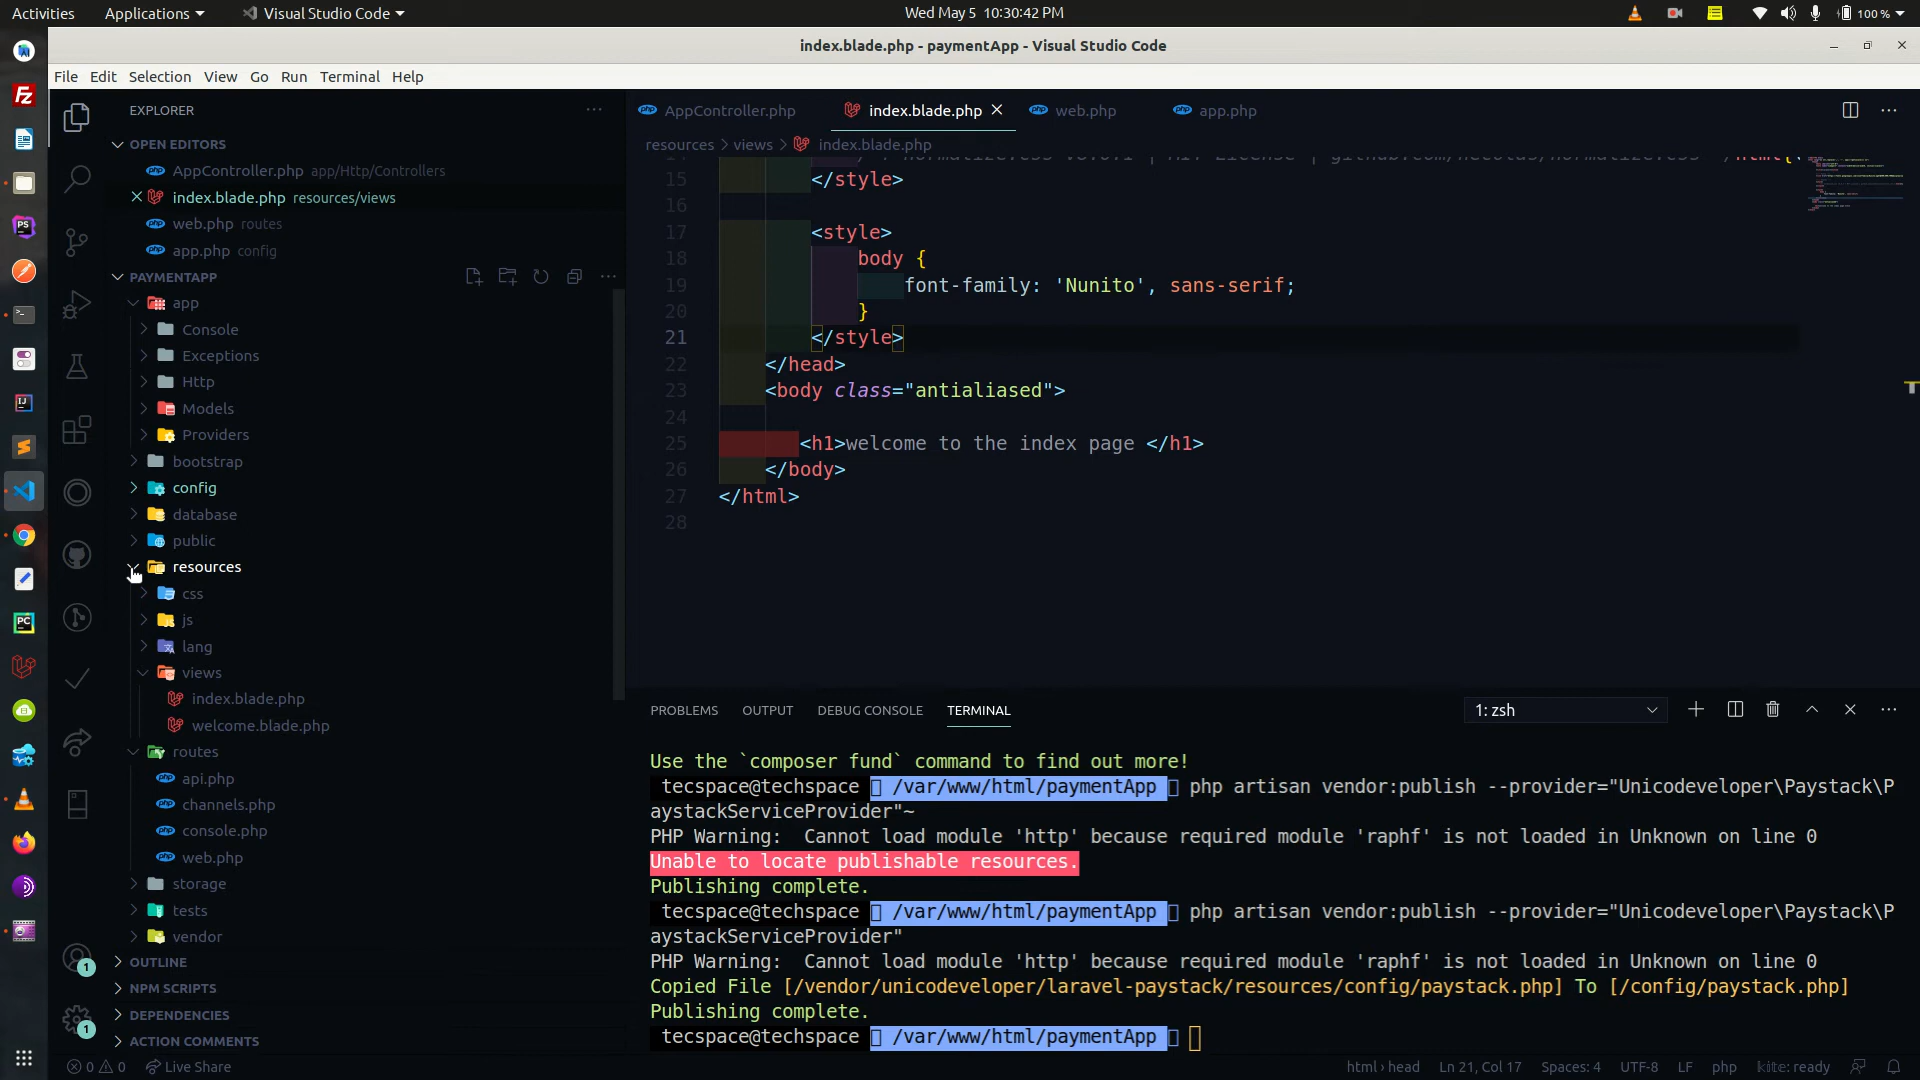 Activities Applications Visual Studio Code Wed May 5 10:30:42 PM 100 %
index.blade.php - paymentApp - Visual Studio Code
File Edit Selection View Go Run Terminal Help
EXPLORER
OPEN EDITORS
AppController.php app/Http/Controllers
index.blade.php resources/views
web.php routes
app.php config
PAYMENTAPP
app
Console
Exceptions
Http
Models
Providers
bootstrap
config
database
public
resources
css
js
lang
views
index.blade.php
welcome.blade.php
routes
api.php
channels.php
console.php
web.php
storage
tests
vendor
OUTLINE
NPM SCRIPTS
DEPENDENCIES
ACTION COMMENTS
AppController.php index.blade.php web.php app.php
resources > views > index.blade.php
15 </style>
16
17 <style>
18 body {
19 font-family: 'Nunito', sans-serif;
20 }
21 </style>
22 </head>
23 <body class="antialiased">
24
25 <h1>welcome to the index page </h1>
26 </body>
27 </html>
28
PROBLEMS OUTPUT DEBUG CONSOLE TERMINAL 1: zsh
Use the `composer fund` command to find out more!
tecspace@techspace /var/www/html/paymentApp php artisan vendor:publish --provider="Unicodeveloper\Paystack\P
aystackServiceProvider"~
PHP Warning: Cannot load module 'http' because required module 'raphf' is not loaded in Unknown on line 0
Unable to locate publishable resources.
Publishing complete.
tecspace@techspace /var/www/html/paymentApp php artisan vendor:publish --provider="Unicodeveloper\Paystack\P
aystackServiceProvider"
PHP Warning: Cannot load module 'http' because required module 'raphf' is not loaded in Unknown on line 0
Copied File [/vendor/unicodeveloper/laravel-paystack/resources/config/paystack.php] To [/config/paystack.php]
Publishing complete.
tecspace@techspace /var/www/html/paymentApp
0 0 Live Share html > head Ln 21, Col 17 Spaces: 4 UTF-8 LF php kite: ready